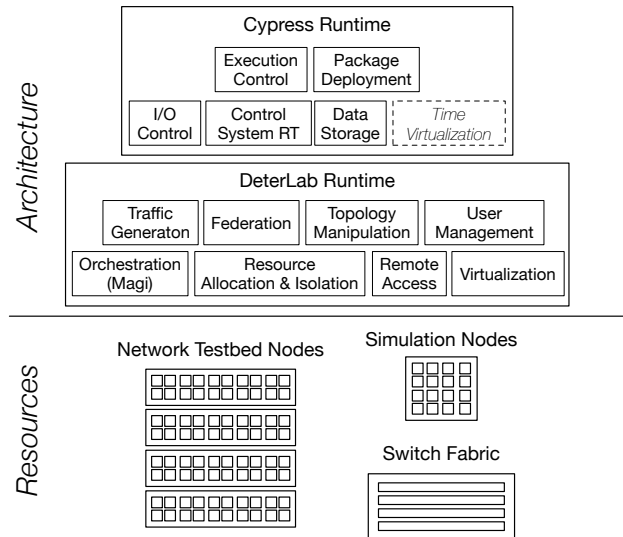 Architecture
Cypress Runtime
Execution
Control
Package
Deployment
I/O
Control
Control
System RT
Data
Storage
Time
Virtualization
DeterLab Runtime
Traffic
Generaton
Federation
Topology
Manipulation
User
Management
Orchestration
(Magi)
Resource
Allocation & Isolation
Remote
Access
Virtualization
Resources
Network Testbed Nodes
Simulation Nodes
Switch Fabric